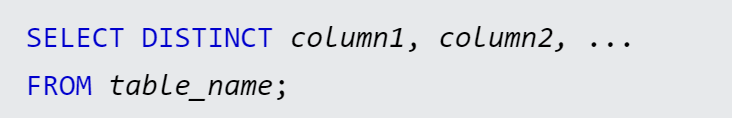 SELECT DISTINCT column1, column2, ...
FROM table_name;